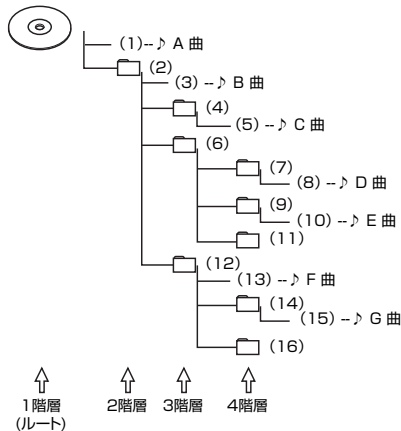 (1)--♪ A 曲
(2)
(3) --♪ B 曲
(4)
(5) --♪ C 曲
(6)
(7)
(8) --♪ D 曲
(9)
(10) --♪ E 曲
(11)
(12)
(13) --♪ F 曲
(14)
(15) --♪ G 曲
(16)
1階層 2階層 3階層 4階層
(ルート)